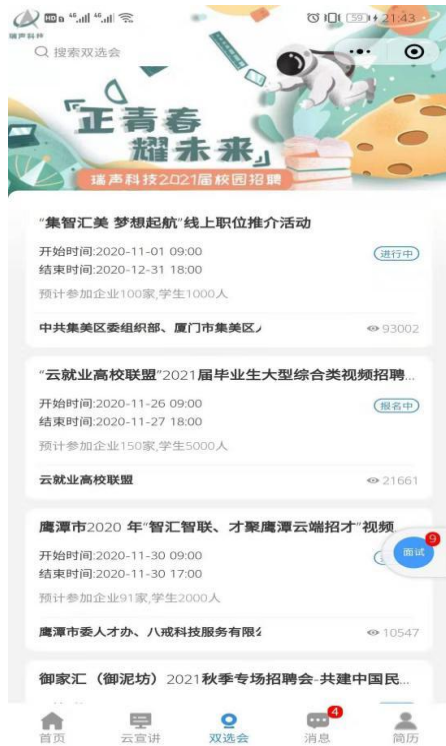 瑞声科技
HD 4G 4G 59 21:43
搜索双选会
「正青春
耀未来」
瑞声科技2021届校园招聘
“集智汇美 梦想起航”线上职位推介活动
开始时间:2020-11-01 09:00
进行中
结束时间:2020-12-31 18:00
预计参加企业100家,学生1000人
中共集美区委组织部、厦门市集美区
93002
“云就业高校联盟”2021届毕业生大型综合类视频招聘...
开始时间:2020-11-26 09:00
报名中
结束时间:2020-11-27 18:00
预计参加企业150家,学生5000人
云就业高校联盟
21661
鹰潭市2020 年“智汇智联、才聚鹰潭云端招才”视频
9
开始时间:2020-11-30 09:00
面试
结束时间:2020-11-30 17:00
预计参加企业91家,学生2000人
鹰潭市委人才办、八戒科技服务有限
10547
御家汇（御泥坊）2021秋季专场招聘会-共建中国民...
4
首页 云宣讲 双选会 消息 简历